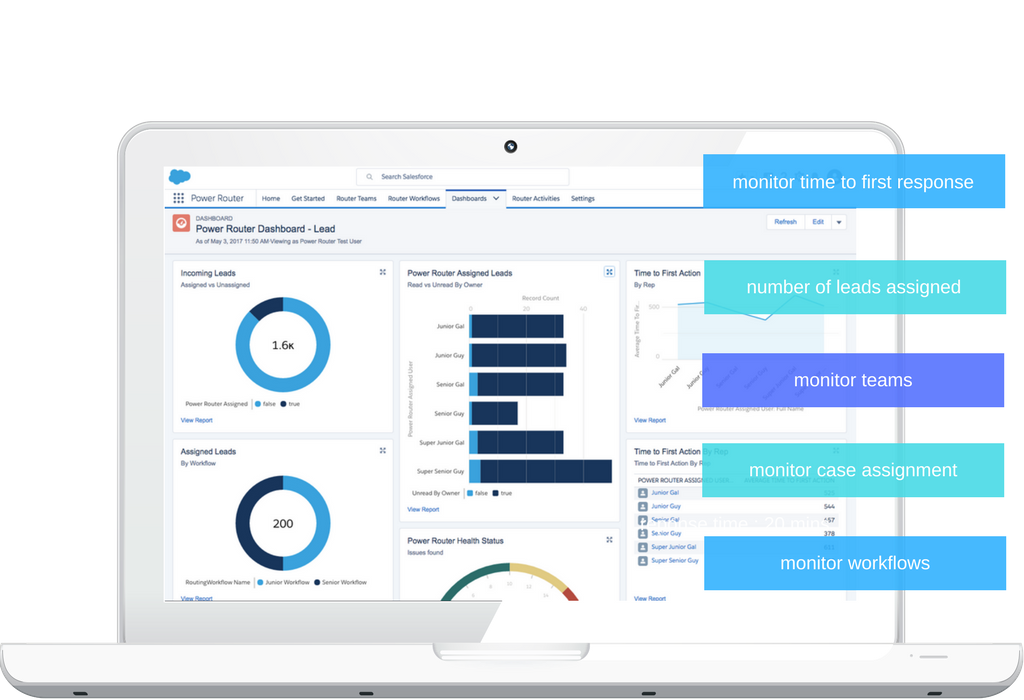 Search Salesforce
Power Router
Home Get Started Router Teams Router Workflows Dashboards Router Activities Settings
DASHBOARD
Power Router Dashboard - Lead
As of May 3, 2017 11:50 AM Viewing as Power Router Test User
Refresh Edit
Incoming Leads
Assigned vs Unassigned
1.6K
Power Router Assigned false true
View Report
Assigned Leads
By Workflow
200
RoutingWorkflow Name Junior Workflow Senior Workflow
View Report
Power Router Assigned Leads
Read vs Unread By Owner
Record Count
0 20 40
Power Router Assigned User
Junior Gal
Junior Guy
Senior Gal
Senior Guy
Super Junior Gal
Super Senior Guy
Unread By Owner false true
View Report
Power Router Health Status
Issues found
8 10 12
6 14
Time to First Action
By Rep
Average Time To Fir...
500
0
Junior Gal
Junior
Power Router Assigned User: Full Name
View Report
Time to First Action By Rep
Time to First Action By Rep
POWER ROUTER ASSIGNED
Junior Gal
Junior Guy 544
Senior Gal 457
Senior Guy 378
Super Junior Gal
Super Senior Guy
View Report
monitor time to first response
number of leads assigned
monitor teams
monitor case assignment
time: 20 mins
monitor workflows